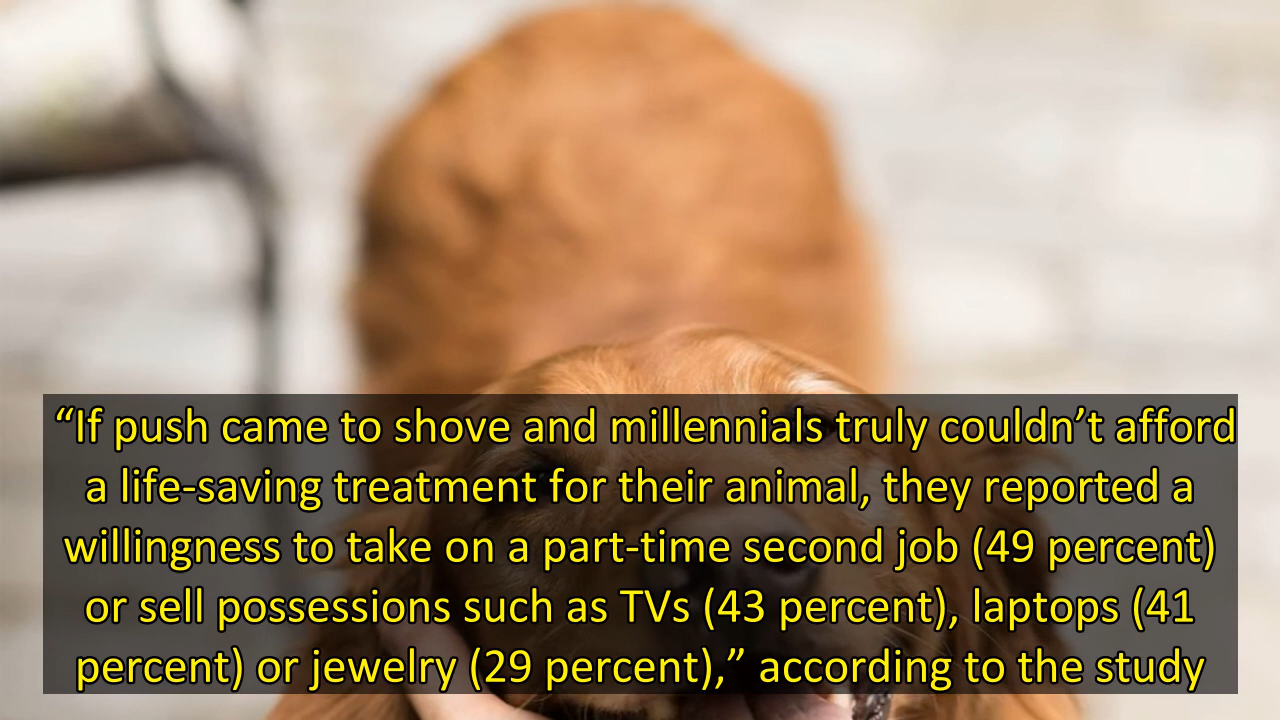 “If push came to shove and millennials truly couldn’t afford
a life-saving treatment for their animal, they reported a
willingness to take on a part-time second job (49 percent)
or sell possessions such as TVs (43 percent), laptops (41
percent) or jewelry (29 percent),” according to the study